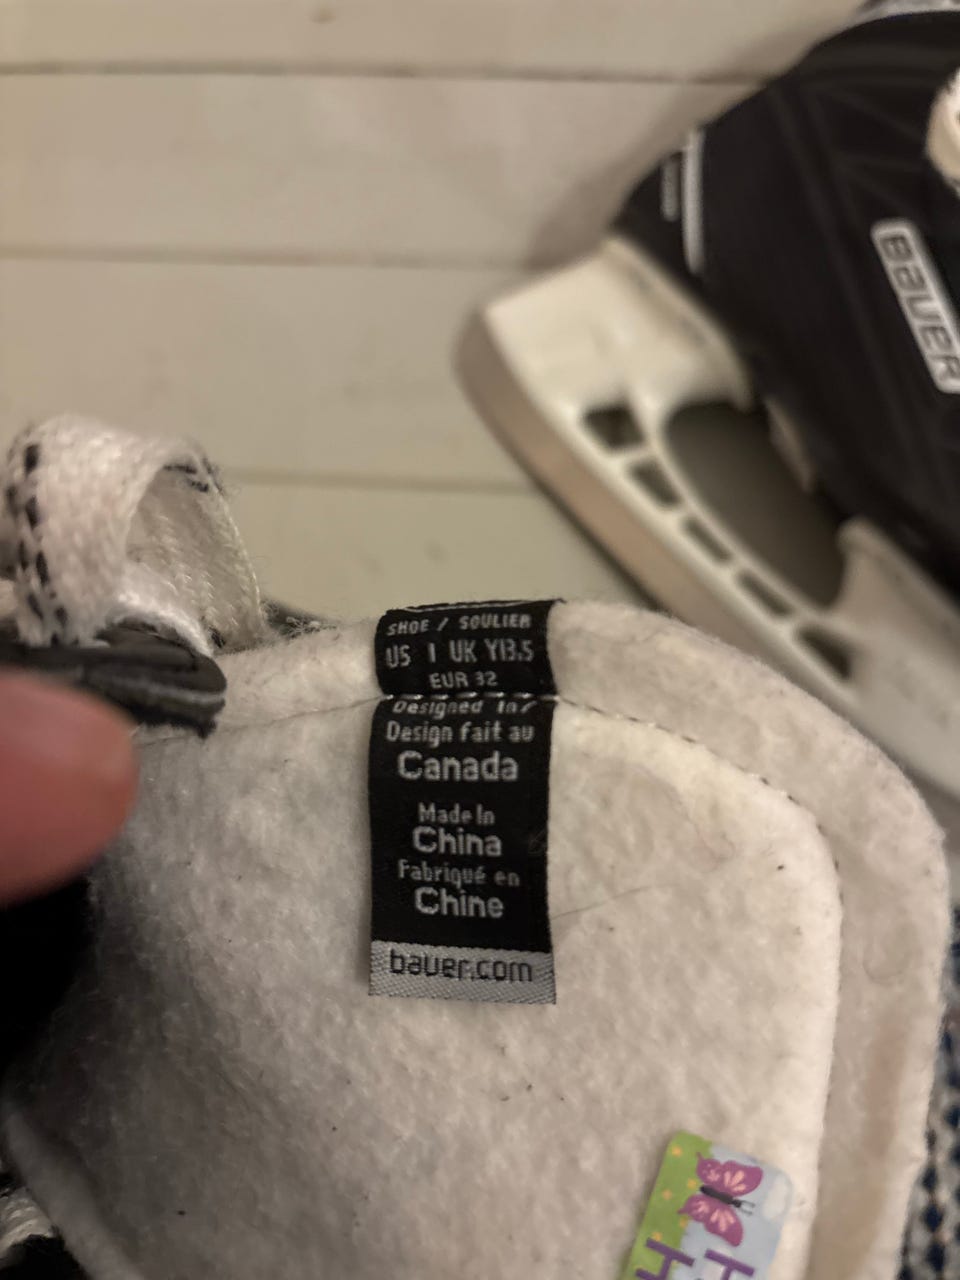 BAUER
SHOE / SOULIER
US 1 UK Y13.5
EUR 32
Designed In/
Design fait au
Canada
Made In
China
Fabriqué en
Chine
bauer.com